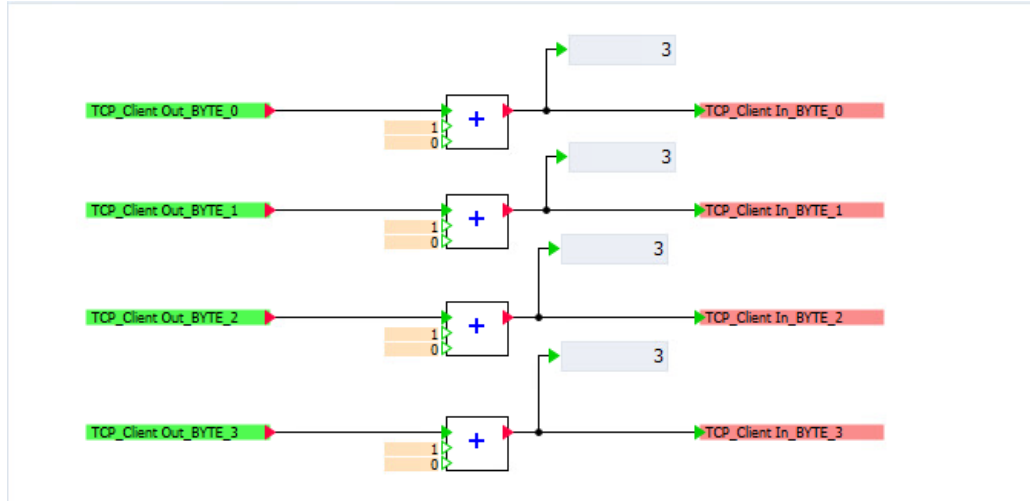 3
TCP_Client Out_BYTE_0
+
TCP_Client In_BYTE_0
1
0
3
TCP_Client Out_BYTE_1
+
TCP_Client In_BYTE_1
1
0
3
TCP_Client Out_BYTE_2
+
TCP_Client In_BYTE_2
1
0
3
TCP_Client Out_BYTE_3
+
TCP_Client In_BYTE_3
1
0